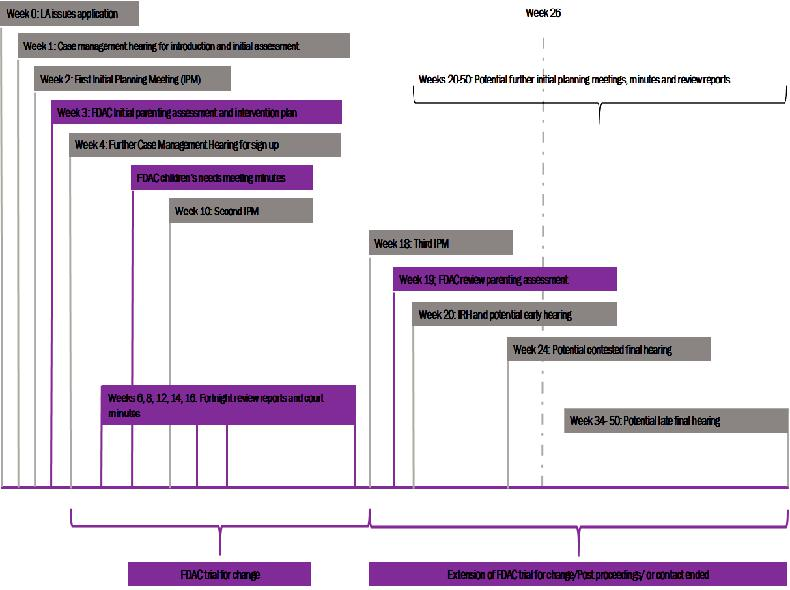 Week 0: LA issues application
Week 26
Week 1: Case management hearing for introduction and initial assessment
Week 2: First Initial Planning Meeting (IPM)
Weeks 20-50: Potential further initial planning meetings, minutes and review reports
Week 3: FDAC Initial parenting assessment and intervention plan
Week 4: Further Case Management Hearing for sign up
FDAC children's needs meeting minutes
Week 10: Second IPM
Week 18: Third IPM
Week 19; FDAC review parenting assessment
Week 20: IRH and potential early hearing
Week 24: Potential contested final hearing
Weeks 6, 8, 12, 14, 16. Fortnight review reports and court
minutes
Week 34- 50: Potential late final hearing
FDAC trial for change
Extension of FDAC trial for change/Post proceedings/ or contact ended